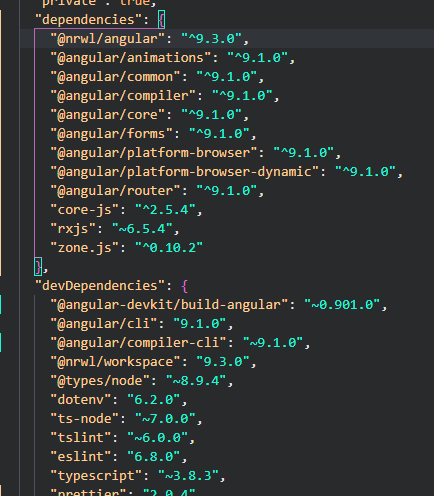 "private": true,
"dependencies": {
"@nrwl/angular": "^9.3.0",
"@angular/animations": "^9.1.0",
"@angular/common": "^9.1.0",
"@angular/compiler": "^9.1.0",
"@angular/core": "^9.1.0",
"@angular/forms": "^9.1.0",
"@angular/platform-browser": "^9.1.0",
"@angular/platform-browser-dynamic": "^9.1.0",
"@angular/router": "^9.1.0",
"core-js": "^2.5.4",
"rxjs": "~6.5.4",
"zone.js": "^0.10.2"
},
"devDependencies": {
"@angular-devkit/build-angular": "~0.901.0",
"@angular/cli": "9.1.0",
"@angular/compiler-cli": "~9.1.0",
"@nrwl/workspace": "9.3.0",
"@types/node": "~8.9.4",
"dotenv": "6.2.0",
"ts-node": "~7.0.0",
"tslint": "~6.0.0",
"eslint": "6.8.0",
"typescript": "~3.8.3",
"prettier": "2.0.4"